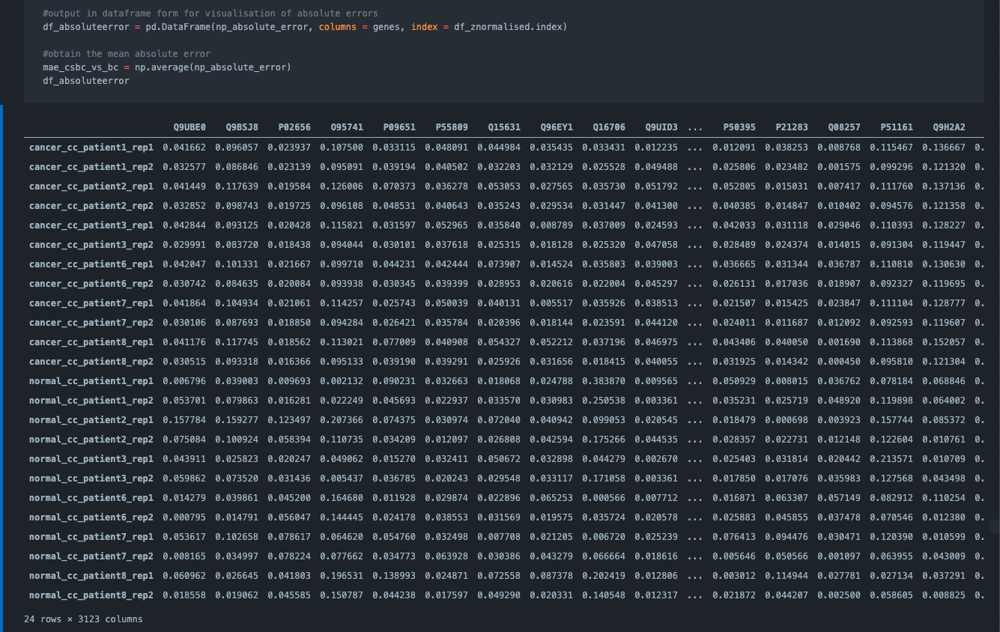 #output in dataframe form for visualisation of absolute errors
df_absoluteerror = pd.DataFrame(np_absolute_error, columns = genes, index = df_znormalised.index)
#obtain the mean absolute error
mae_csbc_vs_bc = np.average(np_absolute_error)
df_absoluteerror
Q9UBE0 Q9BSJ8 P02656 O95741 P09651 P55809 Q15631 Q96EY1 Q16706 Q9UID3 ... P50395 P21283 Q08257 P51161 Q9H2A2
cancer_cc_patient1_rep1 0.041662 0.096057 0.023937 0.107500 0.033115 0.048091 0.044984 0.035435 0.033431 0.012235 ... 0.012091 0.038253 0.008768 0.115467 0.136667 0.
cancer_cc_patient1_rep2 0.032577 0.086846 0.023139 0.095091 0.039194 0.040502 0.032203 0.032129 0.025528 0.049488 ... 0.025806 0.023482 0.001575 0.099296 0.121320 0.
cancer_cc_patient2_rep1 0.041449 0.117639 0.019584 0.126006 0.070373 0.036278 0.053053 0.027565 0.035730 0.051792 ... 0.052805 0.015031 0.007417 0.111760 0.137136 0.
cancer_cc_patient2_rep2 0.032852 0.098743 0.019725 0.096108 0.048531 0.040643 0.035243 0.029534 0.031447 0.041300 ... 0.040385 0.014847 0.010402 0.094576 0.121358 0.
cancer_cc_patient3_rep1 0.042844 0.093125 0.020428 0.115821 0.031597 0.052965 0.035840 0.008789 0.037009 0.024593 ... 0.042033 0.031118 0.029046 0.110393 0.128227 0.
cancer_cc_patient3_rep2 0.029991 0.083720 0.018438 0.094044 0.030101 0.037618 0.025315 0.018128 0.025320 0.047058 ... 0.028489 0.024374 0.014015 0.091304 0.119447 0.
cancer_cc_patient6_rep1 0.042047 0.101331 0.021667 0.099710 0.044231 0.042444 0.073907 0.014524 0.035803 0.039003 ... 0.036665 0.031344 0.036787 0.110810 0.130630 0.
cancer_cc_patient6_rep2 0.030742 0.084635 0.020084 0.093938 0.030345 0.039399 0.028953 0.020616 0.022004 0.045297 ... 0.026131 0.017036 0.018907 0.092327 0.119695 0.
cancer_cc_patient7_rep1 0.041864 0.104934 0.021061 0.114257 0.025743 0.050039 0.040131 0.005517 0.035926 0.038513 ... 0.021507 0.015425 0.023847 0.111104 0.128777 0.
cancer_cc_patient7_rep2 0.030106 0.087693 0.018850 0.094284 0.026421 0.035784 0.020396 0.018144 0.023591 0.044120 ... 0.024011 0.011687 0.012092 0.092593 0.119607 0.
cancer_cc_patient8_rep1 0.041176 0.117745 0.018562 0.113021 0.077009 0.040908 0.054327 0.052212 0.037196 0.046975 ... 0.043406 0.040050 0.001690 0.113868 0.152057 0.
cancer_cc_patient8_rep2 0.030515 0.093318 0.016366 0.095133 0.039190 0.039291 0.025926 0.031656 0.018415 0.040055 ... 0.031925 0.014342 0.000450 0.095810 0.121304 0.
normal_cc_patient1_rep1 0.006796 0.039003 0.009693 0.002132 0.090231 0.032663 0.018068 0.024788 0.383870 0.009565 ... 0.050929 0.008015 0.036762 0.078184 0.068846 0.
normal_cc_patient1_rep2 0.053701 0.079863 0.016281 0.022249 0.045693 0.022937 0.033570 0.030983 0.250538 0.003361 ... 0.035231 0.025719 0.048920 0.119898 0.064002 0.
normal_cc_patient2_rep1 0.157784 0.159277 0.123497 0.207366 0.074375 0.030974 0.072040 0.040942 0.099053 0.020545 ... 0.018479 0.000698 0.003923 0.157744 0.085372 0.
normal_cc_patient2_rep2 0.075084 0.100924 0.058394 0.110735 0.034209 0.012097 0.026808 0.042594 0.175266 0.044535 ... 0.028357 0.022731 0.012148 0.122604 0.010761 0.
normal_cc_patient3_rep1 0.043911 0.025823 0.020247 0.049062 0.015270 0.032411 0.050672 0.032898 0.044279 0.002670 ... 0.025403 0.031814 0.020442 0.213571 0.010709 0.
normal_cc_patient3_rep2 0.059862 0.073520 0.031436 0.005437 0.036785 0.020243 0.029548 0.033117 0.171058 0.003361 ... 0.017850 0.017076 0.035983 0.127568 0.043498 0.
normal_cc_patient6_rep1 0.014279 0.039861 0.045200 0.164680 0.011928 0.029874 0.022896 0.065253 0.000566 0.007712 ... 0.016871 0.063307 0.057149 0.082912 0.110254 0.
normal_cc_patient6_rep2 0.000795 0.014791 0.056047 0.144445 0.024178 0.038553 0.031569 0.019575 0.035724 0.020578 ... 0.025883 0.045855 0.037478 0.070546 0.012380 0.
normal_cc_patient7_rep1 0.053617 0.102658 0.078617 0.064620 0.054760 0.032498 0.007708 0.021205 0.006720 0.025239 ... 0.076413 0.094476 0.030471 0.120390 0.010599 0.
normal_cc_patient7_rep2 0.008165 0.034997 0.078224 0.077662 0.034773 0.063928 0.030386 0.043279 0.066664 0.018616 ... 0.005646 0.050566 0.001097 0.063955 0.043009 0.
normal_cc_patient8_rep1 0.060962 0.026645 0.041803 0.196531 0.138993 0.024871 0.072558 0.087378 0.202419 0.012806 ... 0.003012 0.114944 0.027781 0.027134 0.037291 0.
normal_cc_patient8_rep2 0.018558 0.019062 0.045585 0.150787 0.044238 0.017597 0.049290 0.020331 0.140548 0.012317 ... 0.021872 0.044207 0.002500 0.058605 0.008825 0.
24 rows × 3123 columns